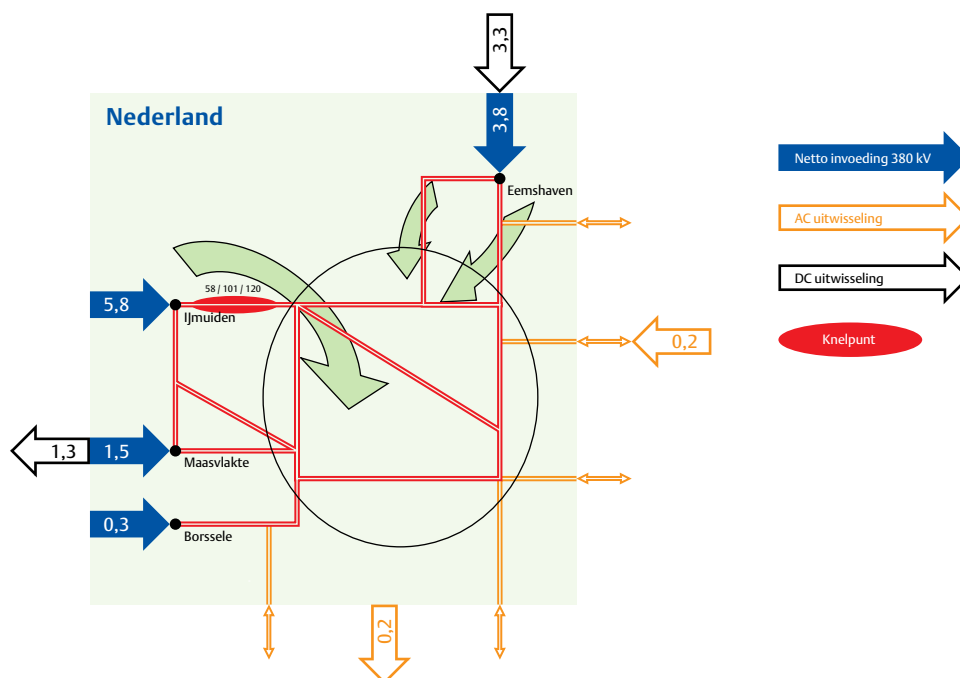 3,3
Nederland
3,8
Netto invoeding 380 kV
Eemshaven
AC uitwisseling
DC uitwisseling
58 / 101 / 120
5,8
IJmuiden
0,2
Knelpunt
1,3
1,5
Maasvlakte
0,3
Borssele
0,2